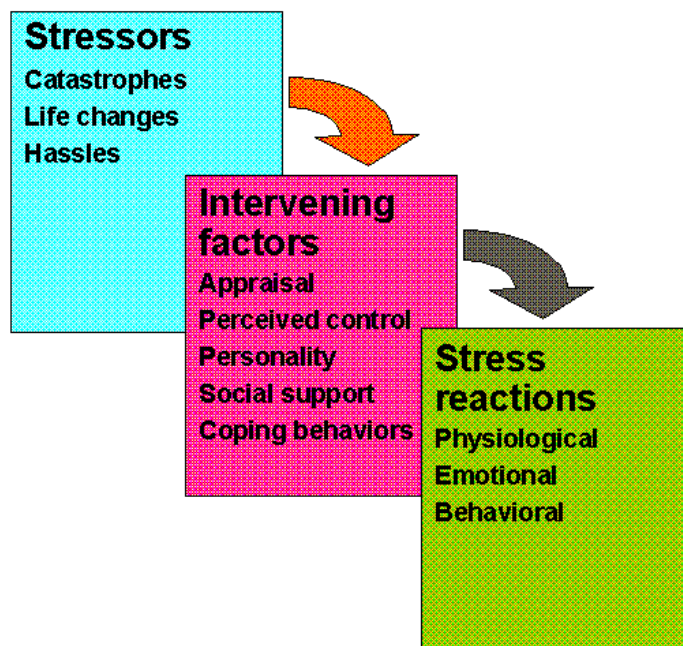 Stressors
Catastrophes
Life changes
Hassles
Intervening
factors
Appraisal
Perceived control
Personality
Social support
Coping behaviors
Stress
reactions
Physiological
Emotional
Behavioral